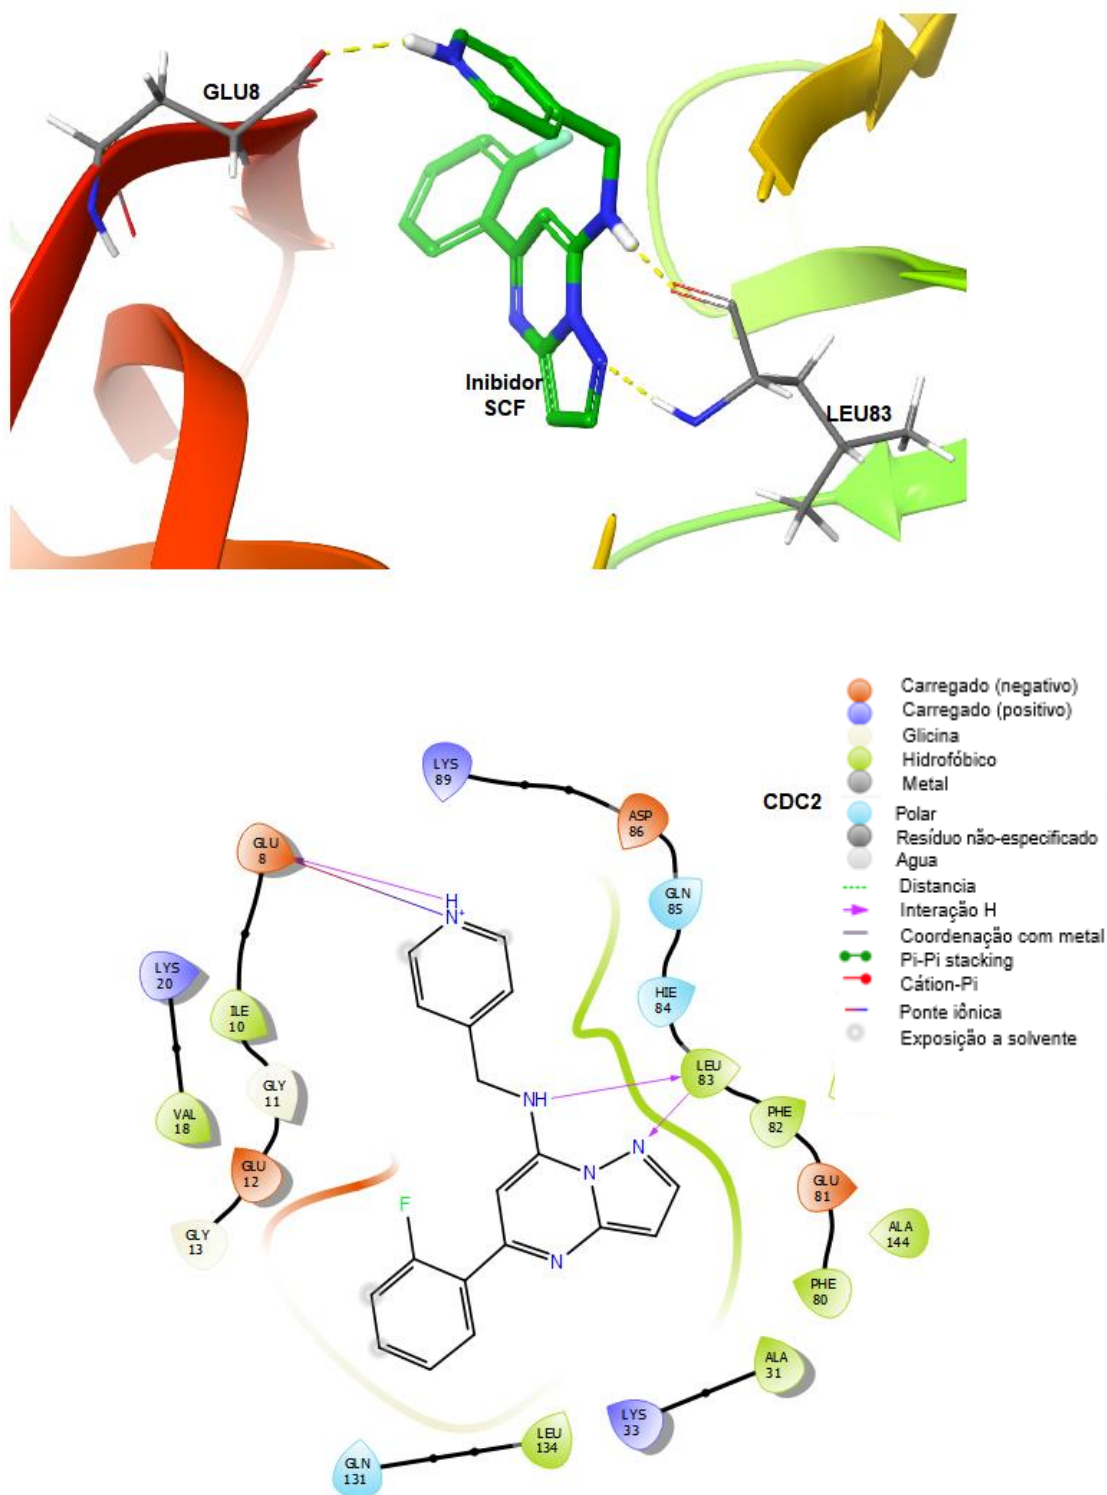 GLU8
Inibidor
SCF
LEU83
Carregado (negativo)
Carregado (positivo)
Glicina
Hidrofóbico
Metal
Polar
Resíduo não-especificado
Agua
Distancia
Interação H
Coordenação com metal
Pi-Pi stacking
Cátion-Pi
Ponte iônica
Exposição a solvente
CDC2
LYS
89
ASP
86
GLU
8
GLN
85
H
N⁺
LYS
20
ILE
10
HIE
84
GLY
11
LEU
83
VAL
18
NH
PHE
82
GLU
12
N
N
GLU
81
GLY
13
F
ALA
144
N
PHE
80
ALA
31
LYS
33
LEU
134
GLN
131